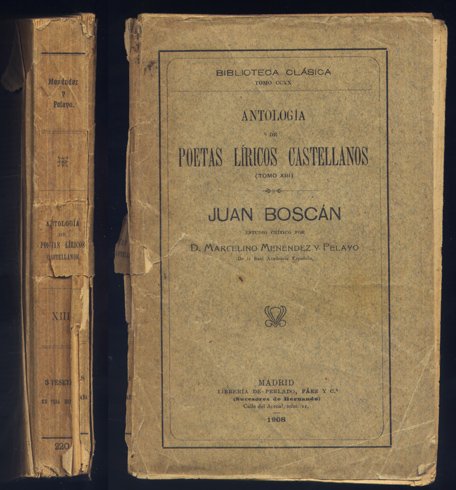 Menéndez
y
Pelayo.
ANTOLOGÍA
DE
POETAS LÍRICOS
CASTELLANOS
XIII
220
BIBLIOTECA CLÁSICA
TOMO CCXX
ANTOLOGÍA
DE
POETAS LÍRICOS CASTELLANOS
(TOMO XIII)
JUAN BOSCÁN
ESTUDIO CRÍTICO POR
D. MARCELINO MENÉNDEZ Y PELAYO
De la Real Academia Española.
MADRID
LIBRERÍA DE PERLADO, PÁEZ Y C.ª
(Sucesores de Hernando)
Calle del Arenal, núm. 11.
1908